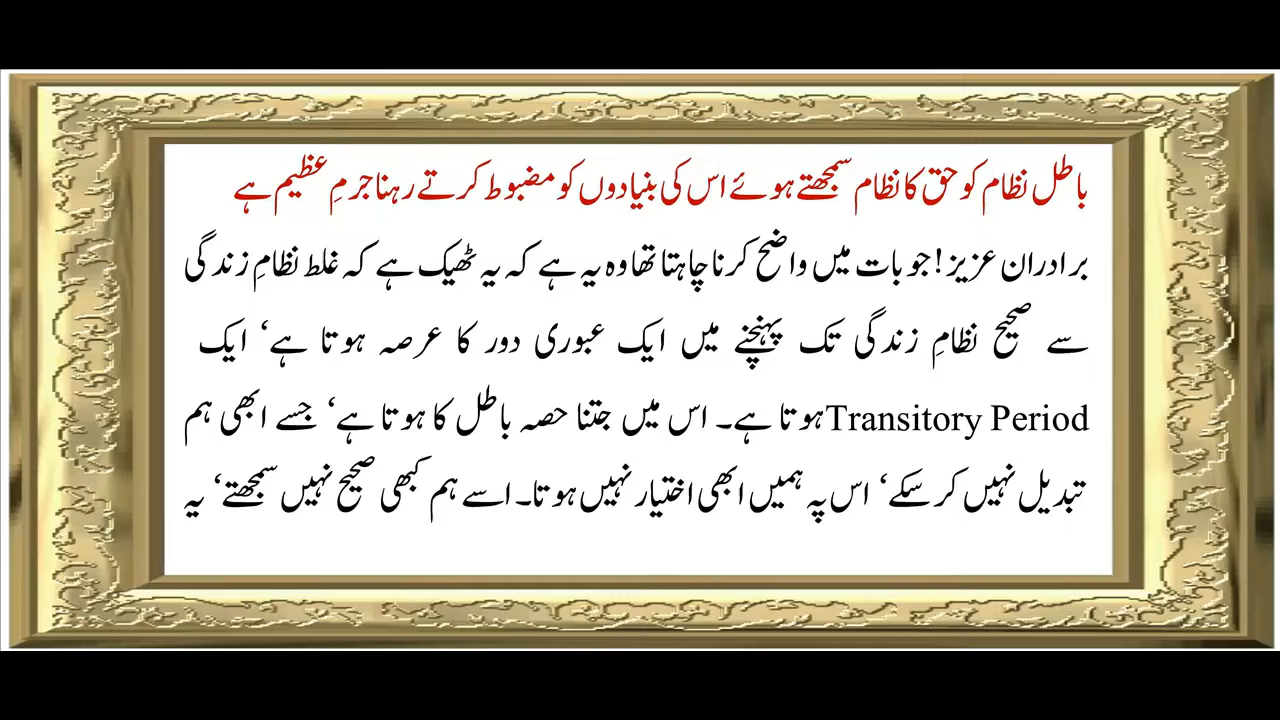 باطل نظام کو حق کا نظام سمجھتے ہوئے اس کی بنیادوں کو مضبوط کرتے رہنا جرمِ عظیم ہے
برادران عزیز! جو بات میں واضح کرنا چاہتا تھا وہ یہ ہے کہ یہ ٹھیک ہے کہ غلط نظامِ زندگی
سے صحیح نظامِ زندگی تک پہنچنے میں ایک عبوری دور کا عرصہ ہوتا ہے‘ ایک
Transitory Period ہوتا ہے۔ اس میں جتنا حصہ باطل کا ہوتا ہے‘ جسے ابھی ہم
تبدیل نہیں کر سکے‘ اس پہ ہمیں ابھی اختیار نہیں ہوتا۔ اسے ہم کبھی صحیح نہیں سمجھتے‘ یہ